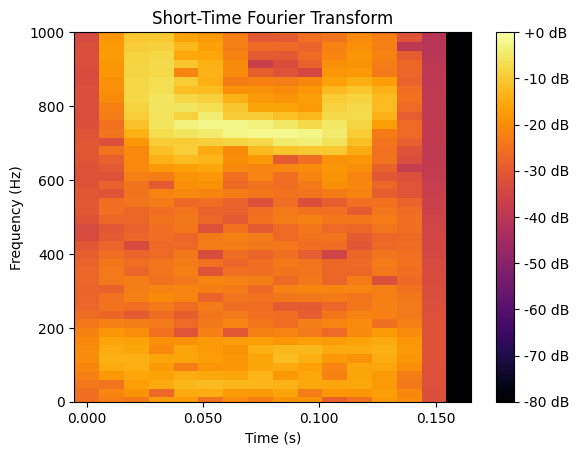 Short-Time Fourier Transform
1000
800
600
400
200
0
Frequency (Hz)
0.000
0.050
0.100
0.150
Time (s)
+0 dB
-10 dB
-20 dB
-30 dB
-40 dB
-50 dB
-60 dB
-70 dB
-80 dB